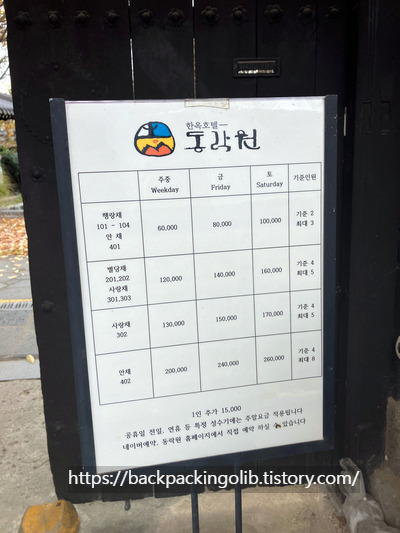 한옥호텔
동락원
주중 금 토 기준인원
Weekday Friday Saturday
행랑채
101 - 104
안 채
401
60,000 80,000 100,000 기준 2
최대 3
별당채
201,202
사랑채
301,303
120,000 140,000 160,000 기준 4
최대 5
사랑채
302
130,000 150,000 170,000 기준 4
최대 5
안채
402
200,000 240,000 260,000 기준 4
최대 8
1인 추가 15,000
공휴일 전일, 연휴 등 특정 성수기에는 주말요금 적용됩니다
네이버예약, 동락원 홈페이지에서 직접 예약 하실 수 있습니다
https://backpackingolib.tistory.com/